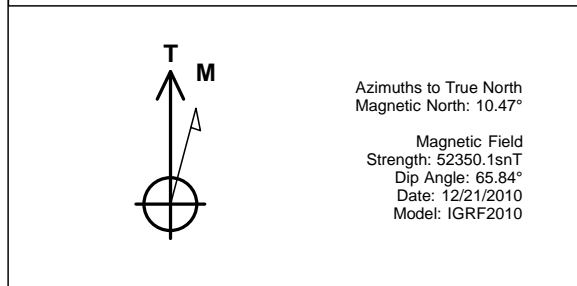 T
M
Azimuths to True North
Magnetic North: 10.47°
Magnetic Field
Strength: 52350.1snT
Dip Angle: 65.84°
Date: 12/21/2010
Model: IGRF2010